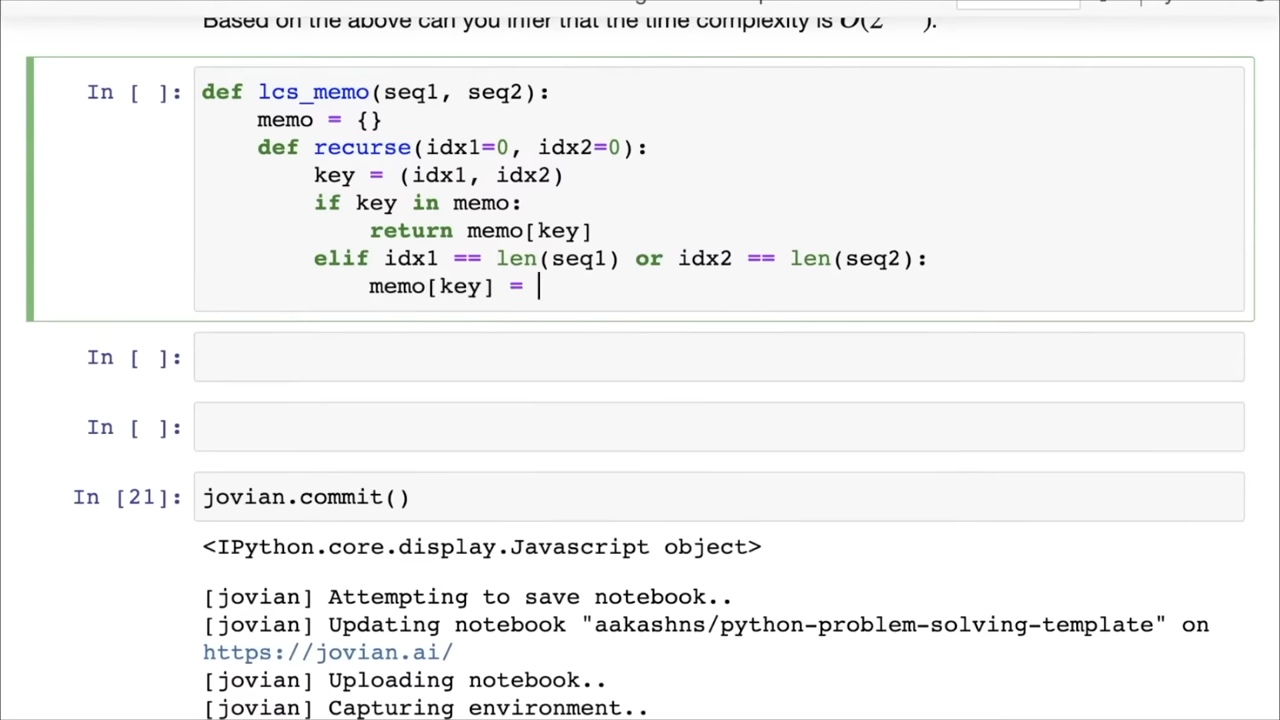 Based on the above can you infer that the time complexity is O(2 ).
In [ ]:
def lcs_memo(seq1, seq2):
    memo = {}
    def recurse(idx1=0, idx2=0):
        key = (idx1, idx2)
        if key in memo:
            return memo[key]
        elif idx1 == len(seq1) or idx2 == len(seq2):
            memo[key] =
In [ ]:
In [ ]:
In [21]:
jovian.commit()
<IPython.core.display.Javascript object>
[jovian] Attempting to save notebook..
[jovian] Updating notebook "aakashns/python-problem-solving-template" on
https://jovian.ai/
[jovian] Uploading notebook..
[jovian] Capturing environment..